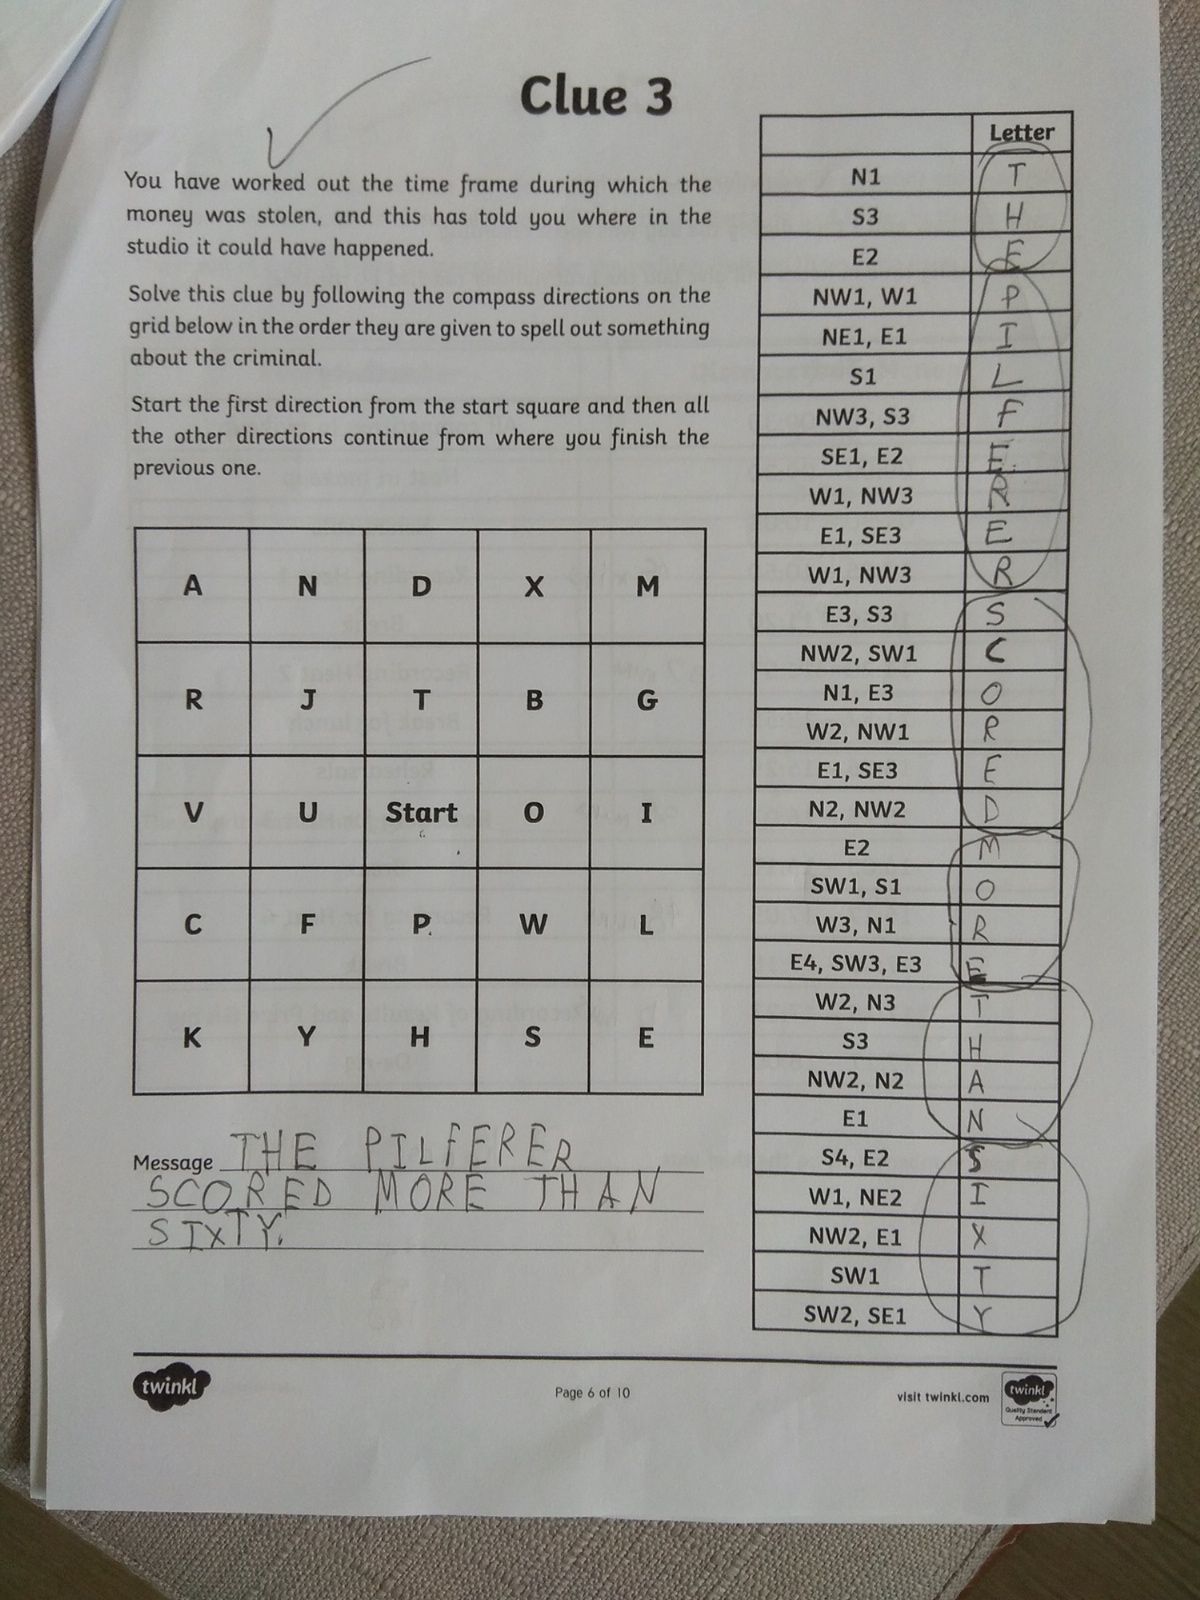 Clue 3
You have worked out the time frame during which the
money was stolen, and this has told you where in the
studio it could have happened.
Solve this clue by following the compass directions on the
grid below in the order they are given to spell out something
about the criminal.
Start the first direction from the start square and then all
the other directions continue from where you finish the
previous one.
A N D X M
R J T B G
V U Start O I
C F P W L
K Y H S E
Message THE PILFERER
SCORED MORE THAN
SIXTY.
Letter
N1 T
S3 H
E2 E
NW1, W1 P
NE1, E1 I
S1 L
NW3, S3 F
SE1, E2 E
W1, NW3 R
E1, SE3 E
W1, NW3 R
E3, S3 S
NW2, SW1 C
N1, E3 O
W2, NW1 R
E1, SE3 E
N2, NW2 D
E2 M
SW1, S1 O
W3, N1 R
E4, SW3, E3 E
W2, N3 T
S3 H
NW2, N2 A
E1 N
S4, E2 S
W1, NE2 I
NW2, E1 X
SW1 T
SW2, SE1 Y
twinkl
Page 6 of 10
visit twinkl.com
twinkl
Quality Standard
Approved